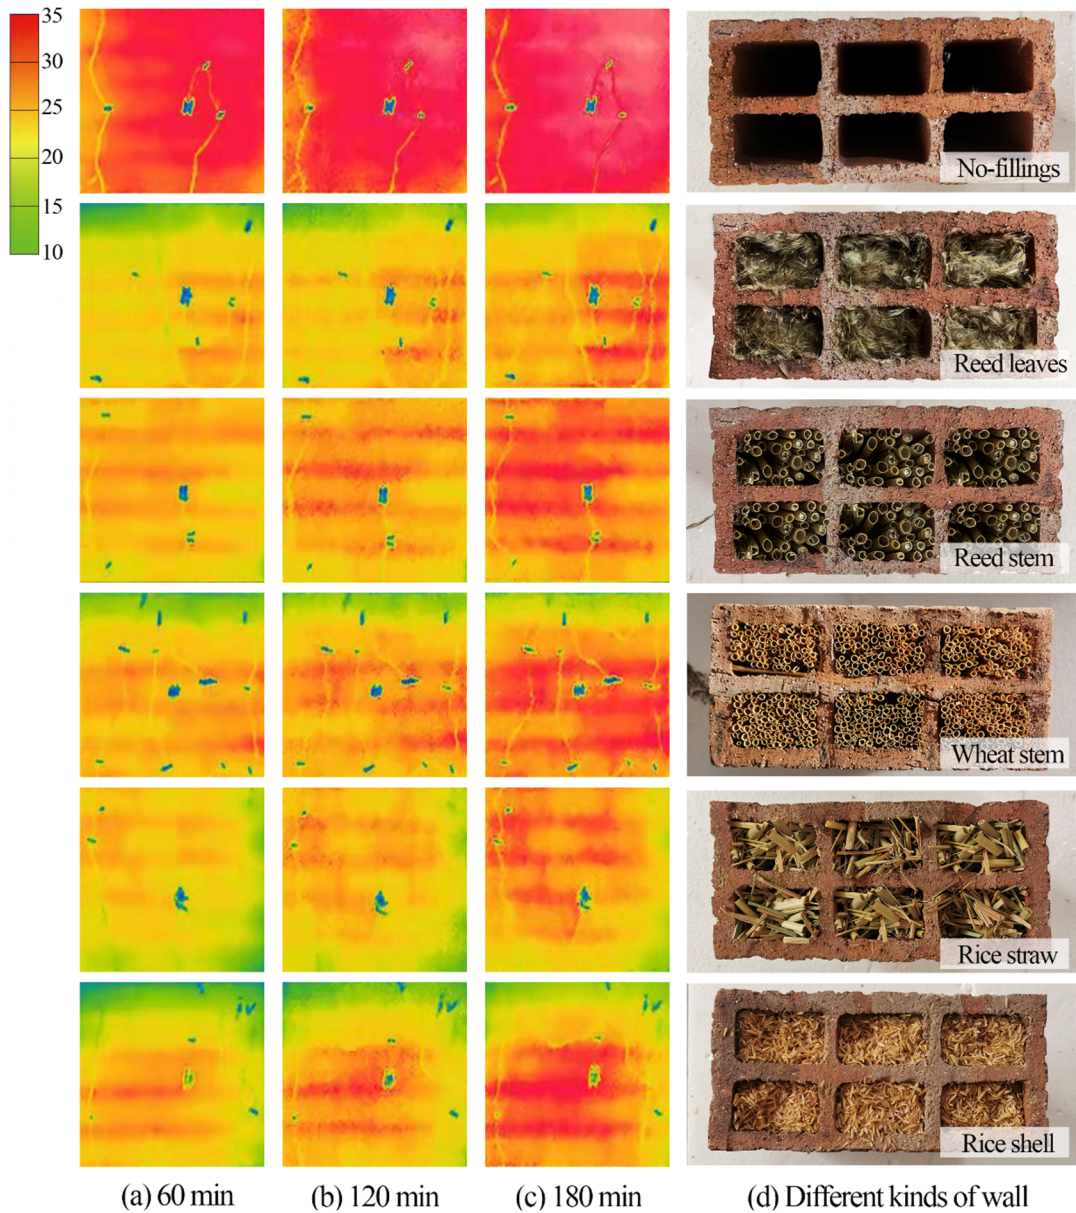 35
30
25
20
15
10
No-fillings
Reed leaves
Reed stem
Wheat stem
Rice straw
Rice shell
(a) 60 min (b) 120 min (c) 180 min (d) Different kinds of wall